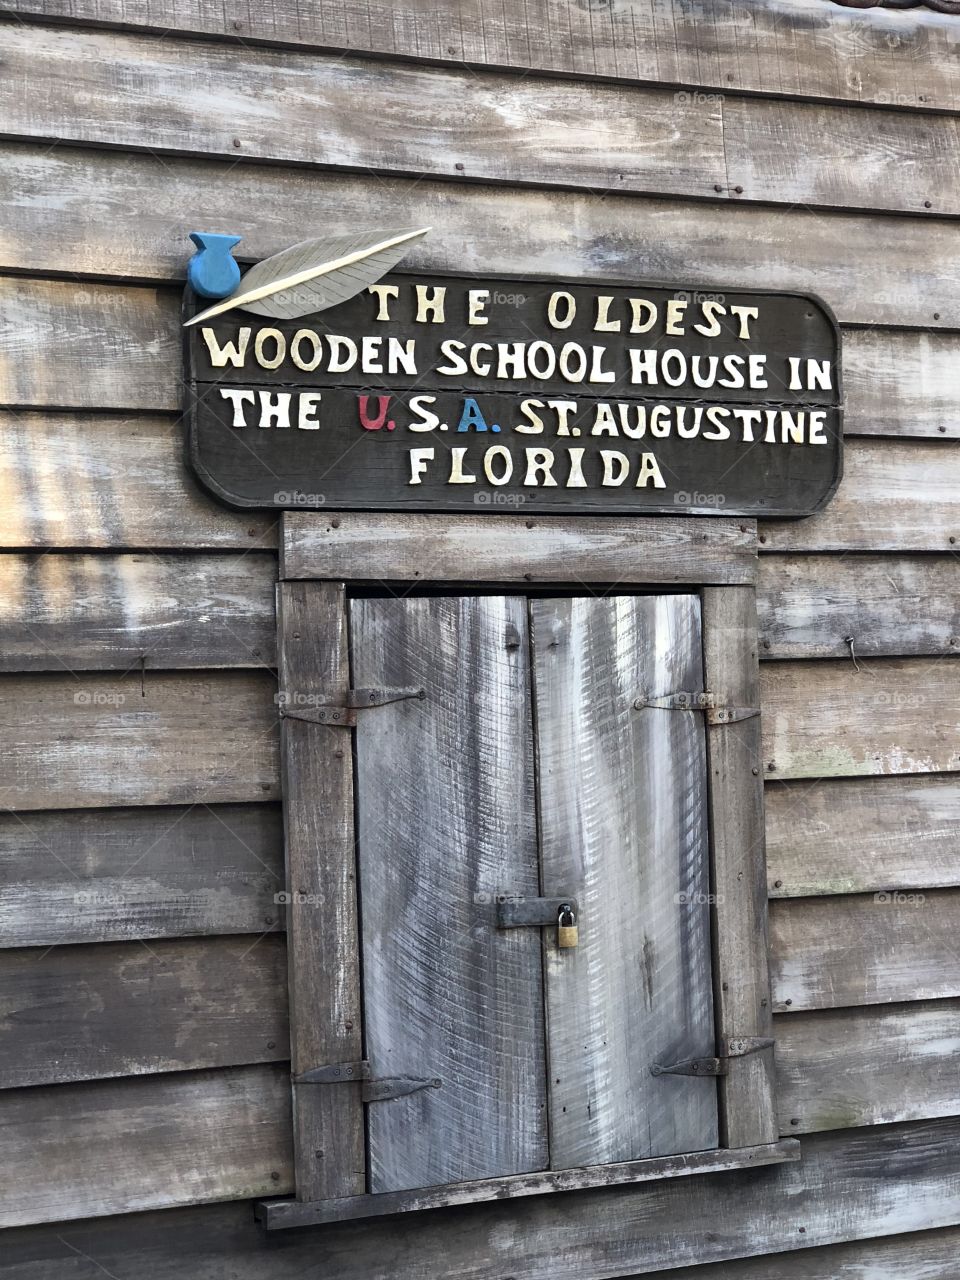 THE OLDEST
WOODEN SCHOOL HOUSE IN
THE U.S.A. ST. AUGUSTINE
FLORIDA